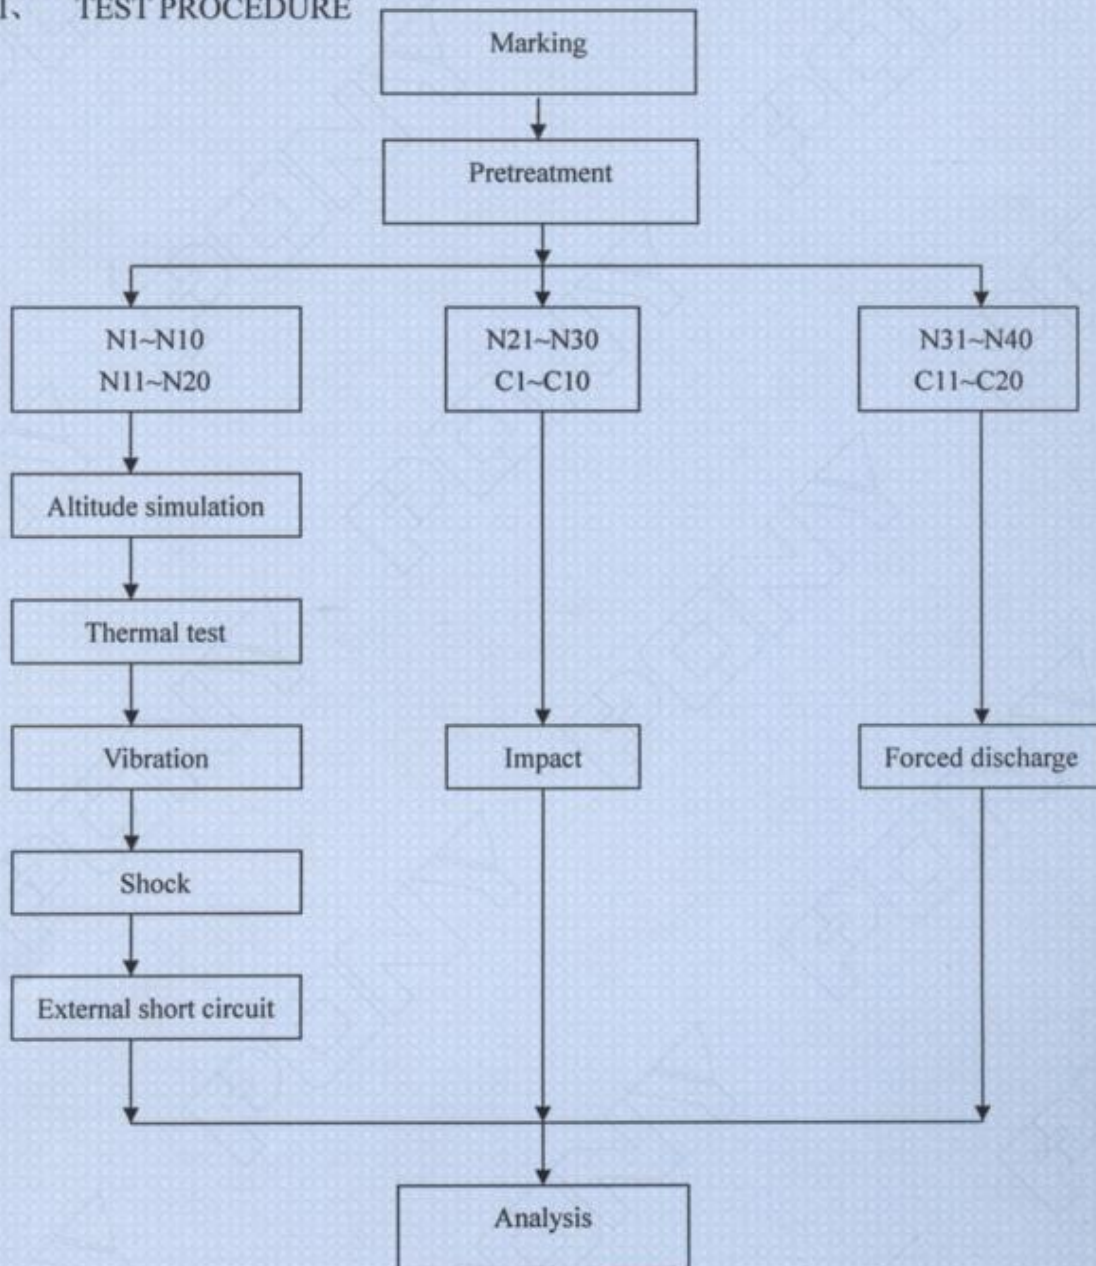 1、 TEST PROCEDURE
Marking
Pretreatment
N1~N10
N11~N20
N21~N30
C1~C10
N31~N40
C11~C20
Altitude simulation
Thermal test
Vibration
Impact
Forced discharge
Shock
External short circuit
Analysis